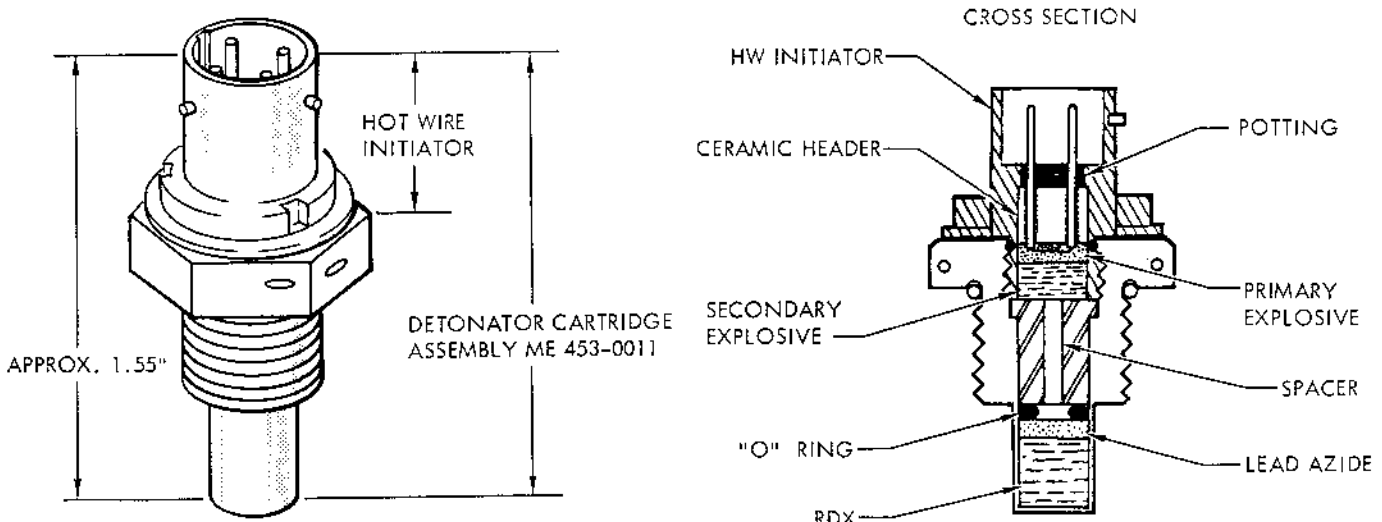 CROSS SECTION
HW INITIATOR
HOT WIRE
INITIATOR
POTTING
CERAMIC HEADER
SECONDARY
EXPLOSIVE
PRIMARY
EXPLOSIVE
DETONATOR CARTRIDGE
ASSEMBLY ME 453-0011
APPROX. 1.55"
SPACER
"O" RING
LEAD AZIDE
RDX